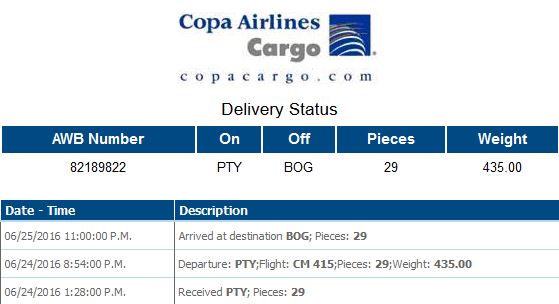 Copa Airlines
Cargo
copacargo.com
Delivery Status
AWB Number On Off Pieces Weight
82189822 PTY BOG 29 435.00
Date - Time Description
06/25/2016 11:00:00 P.M. Arrived at destination BOG; Pieces: 29
06/24/2016 8:54:00 P.M. Departure: PTY;Flight: CM 415;Pieces: 29;Weight: 435.00
06/24/2016 1:28:00 P.M. Received PTY; Pieces: 29